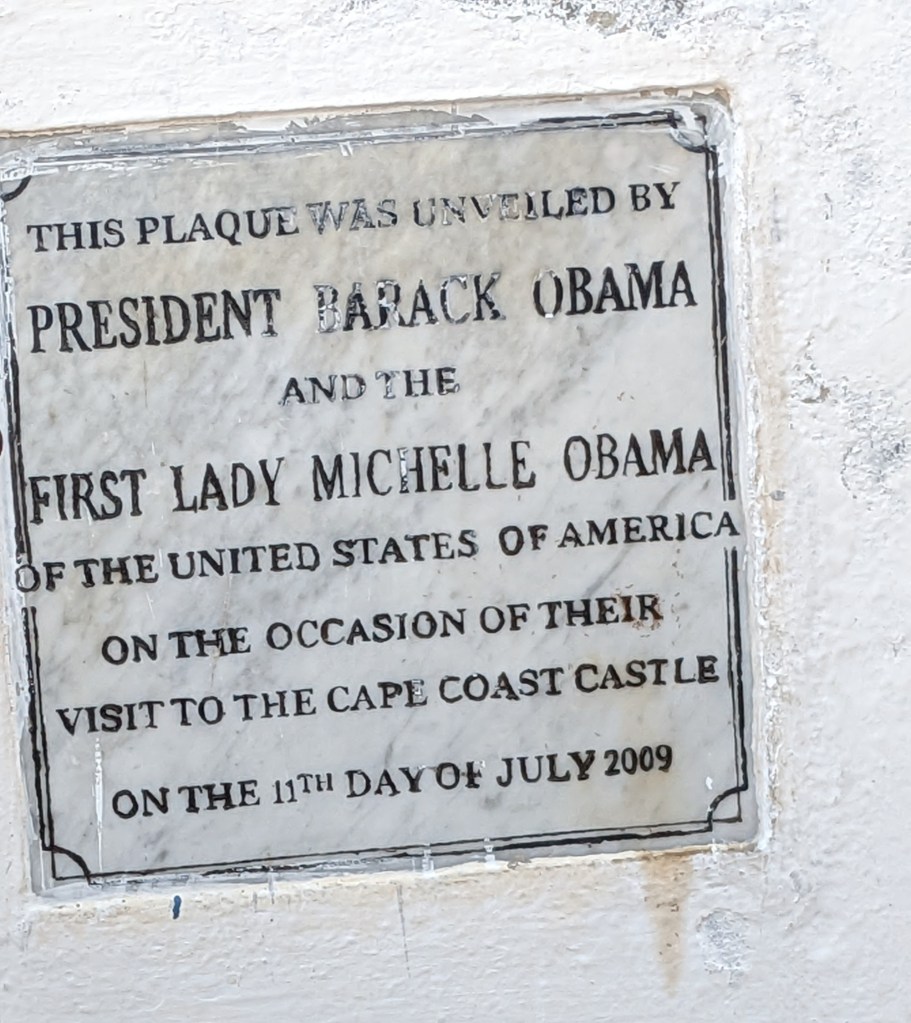 THIS PLAQUE WAS UNVEILED BY
PRESIDENT BARACK OBAMA
AND THE
FIRST LADY MICHELLE OBAMA
OF THE UNITED STATES OF AMERICA
ON THE OCCASION OF THEIR
VISIT TO THE CAPE COAST CASTLE
ON THE 11TH DAY OF JULY 2009